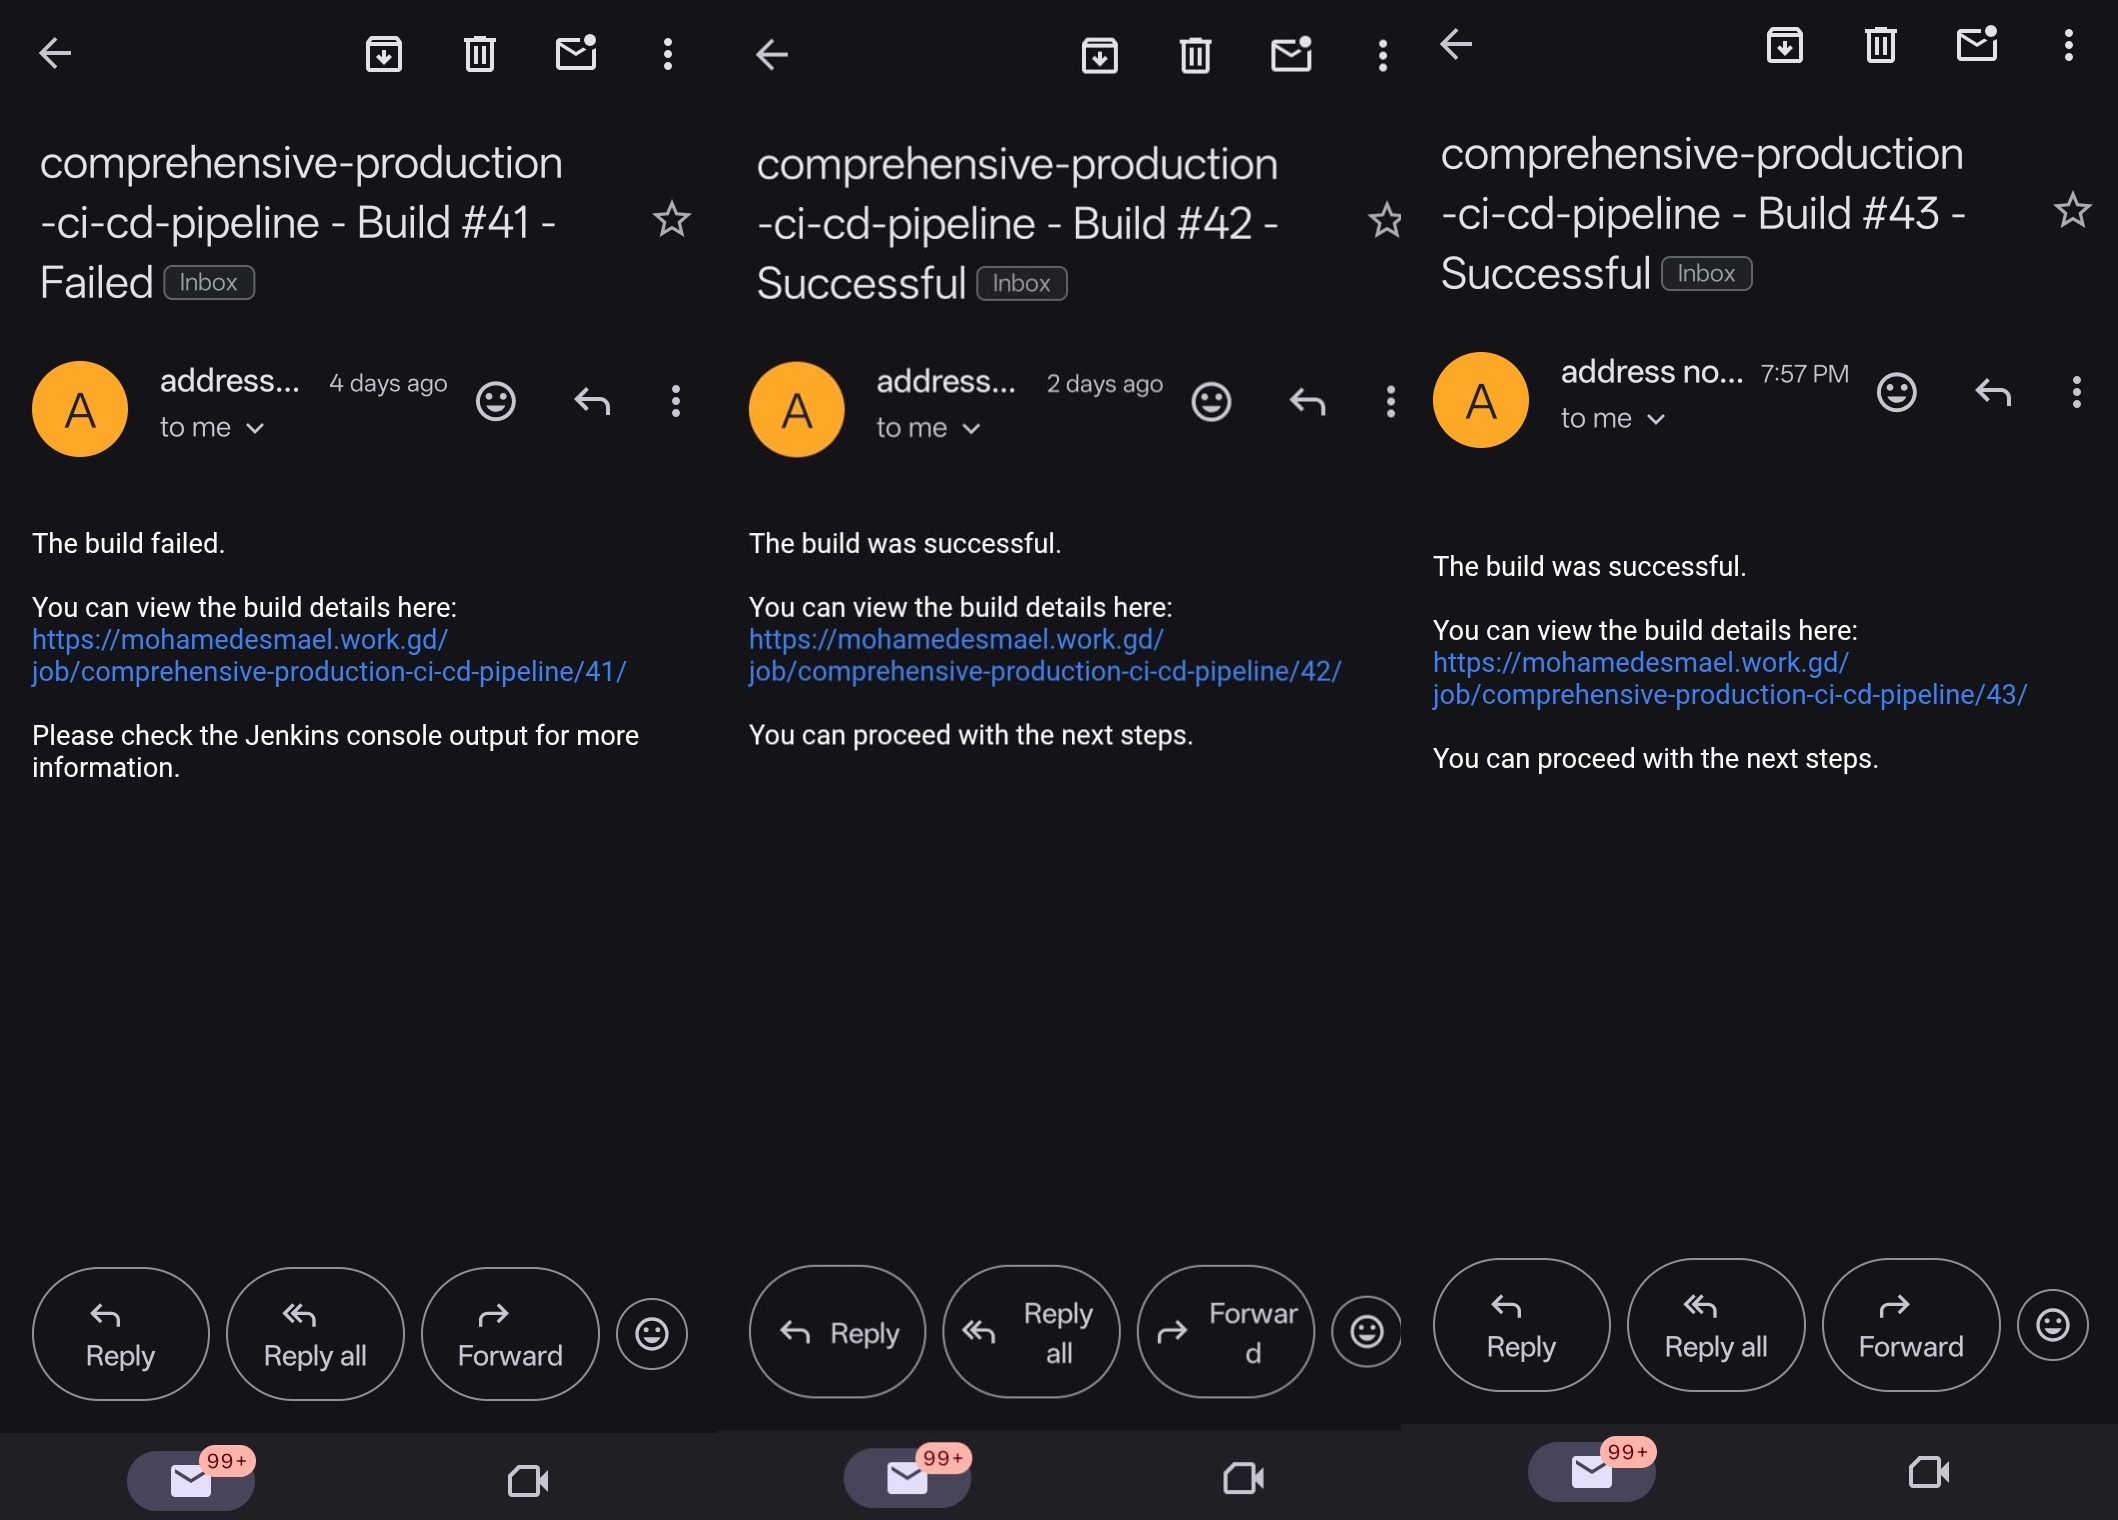 comprehensive-production
-ci-cd-pipeline - Build #41 -
Failed Inbox
A
address... 4 days ago
to me
The build failed.
You can view the build details here:
https://mohamedesmael.work.gd/
job/comprehensive-production-ci-cd-pipeline/41/
Please check the Jenkins console output for more
information.
Reply
Reply all
Forward
99+
comprehensive-production
-ci-cd-pipeline - Build #42 -
Successful Inbox
A
address... 2 days ago
to me
The build was successful.
You can view the build details here:
https://mohamedesmael.work.gd/
job/comprehensive-production-ci-cd-pipeline/42/
You can proceed with the next steps.
Reply
Reply
all
Forwar
d
99+
comprehensive-production
-ci-cd-pipeline - Build #43 -
Successful Inbox
A
address no... 7:57 PM
to me
The build was successful.
You can view the build details here:
https://mohamedesmael.work.gd/
job/comprehensive-production-ci-cd-pipeline/43/
You can proceed with the next steps.
Reply
Reply all
Forward
99+